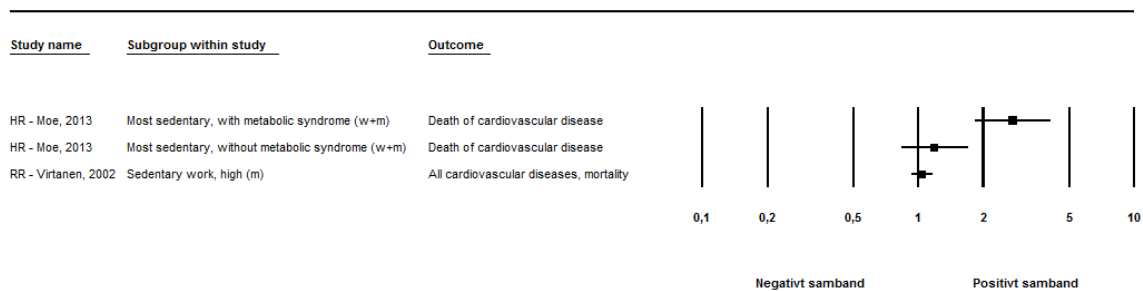 Study name Subgroup within study Outcome
HR - Moe, 2013 Most sedentary, with metabolic syndrome (w+m) Death of cardiovascular disease
HR - Moe, 2013 Most sedentary, without metabolic syndrome (w+m) Death of cardiovascular disease
RR - Virtanen, 2002 Sedentary work, high (m) All cardiovascular diseases, mortality
0,1 0,2 0,5 1 2 5 10
Negativt samband Positivt samband